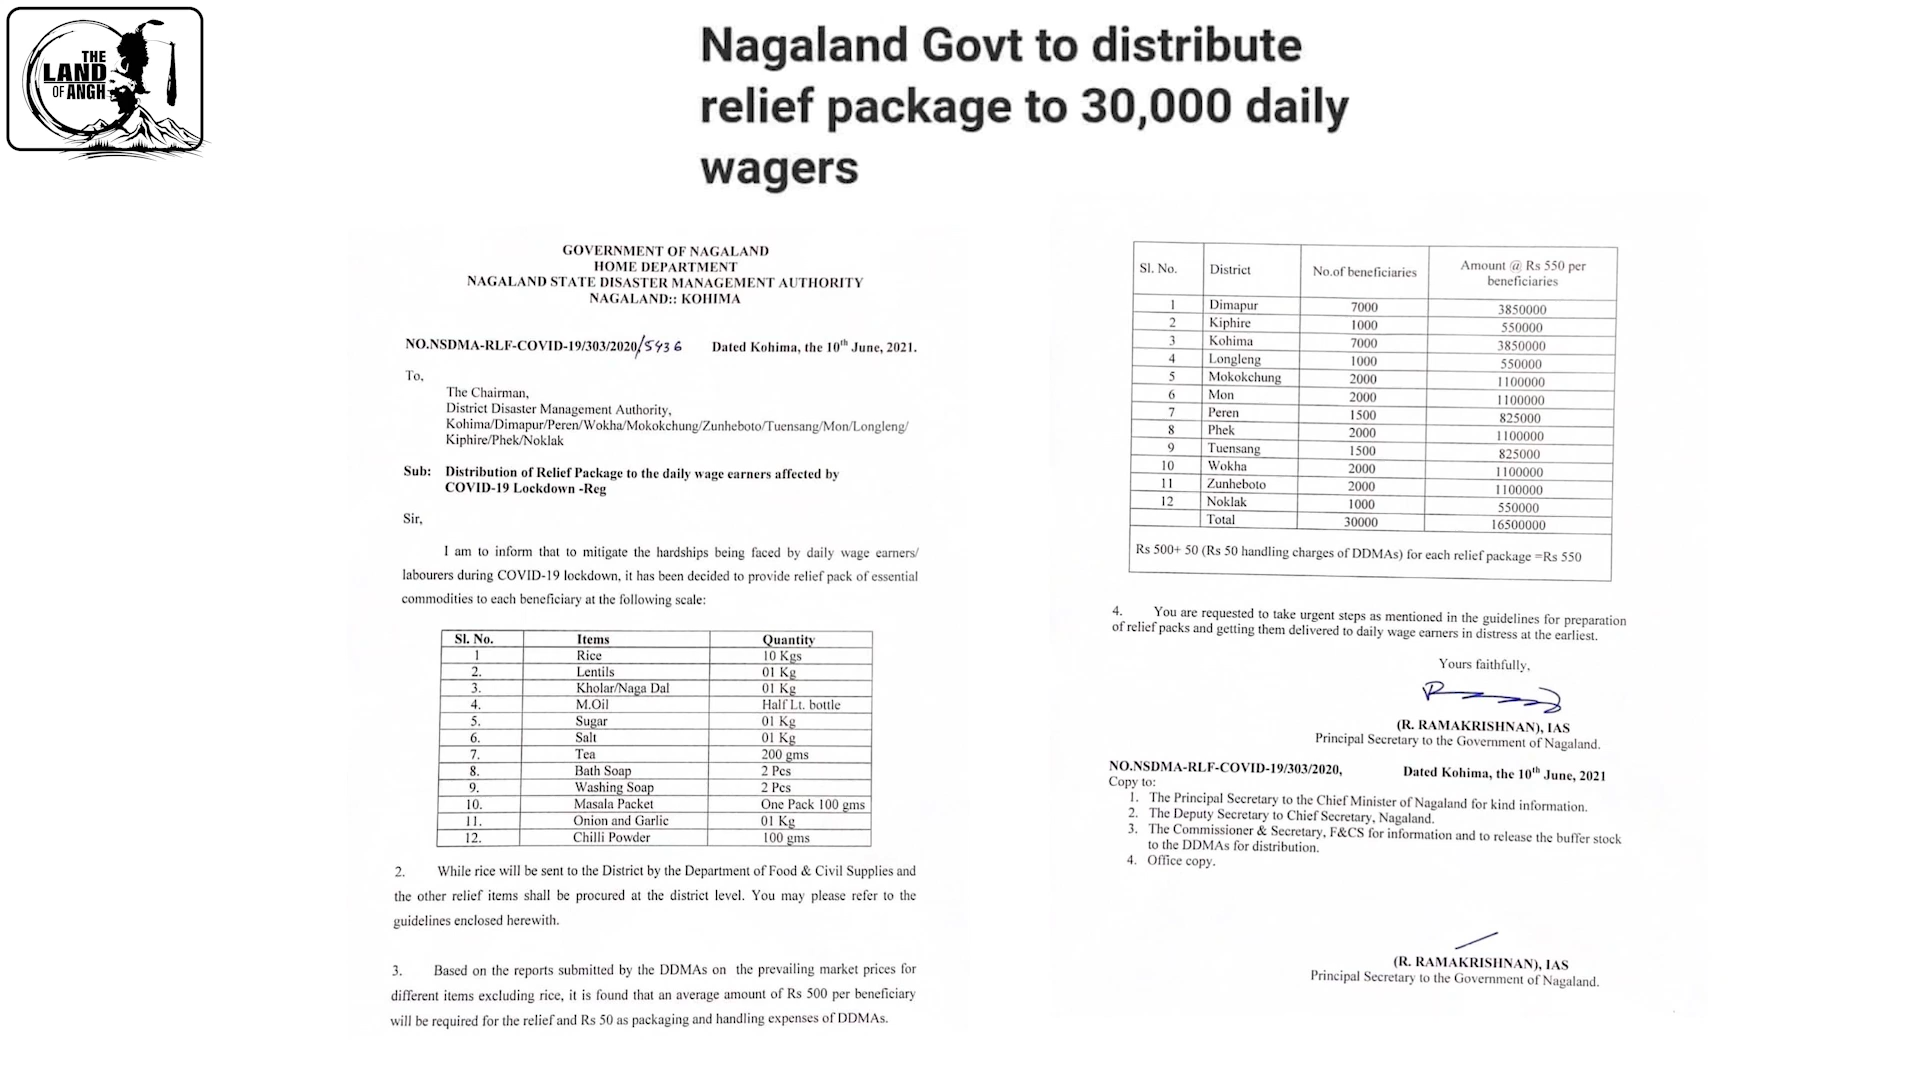 THE
LAND
OF ANGH
Nagaland Govt to distribute
relief package to 30,000 daily
wagers
GOVERNMENT OF NAGALAND
HOME DEPARTMENT
NAGALAND STATE DISASTER MANAGEMENT AUTHORITY
NAGALAND:: KOHIMA
NO.NSDMA-RLF-COVID-19/303/2020/5936 Dated Kohima, the 10th June, 2021.
To,
The Chairman,
District Disaster Management Authority,
Kohima/Dimapur/Peren/Wokha/Mokokchung/Zunheboto/Tuensang/Mon/Longleng/
Kiphire/Phek/Noklak
Sub: Distribution of Relief Package to the daily wage earners affected by
COVID-19 Lockdown -Reg
Sir,
I am to inform that to mitigate the hardships being faced by daily wage earners/
labourers during COVID-19 lockdown, it has been decided to provide relief pack of essential
commodities to each beneficiary at the following scale:
Sl. No. Items Quantity
1 Rice 10 Kgs
2. Lentils 01 Kg
3. Kholar/Naga Dal 01 Kg
4. M.Oil Half Lt. bottle
5. Sugar 01 Kg
6. Salt 01 Kg
7. Tea 200 gms
8. Bath Soap 2 Pcs
9. Washing Soap 2 Pcs
10. Masala Packet One Pack 100 gms
11. Onion and Garlic 01 Kg
12. Chilli Powder 100 gms
2. While rice will be sent to the District by the Department of Food & Civil Supplies and
the other relief items shall be procured at the district level. You may please refer to the
guidelines enclosed herewith.
3. Based on the reports submitted by the DDMAs on the prevailing market prices for
different items excluding rice, it is found that an average amount of Rs 500 per beneficiary
will be required for the relief and Rs 50 as packaging and handling expenses of DDMAs.
Sl. No. District No.of beneficiaries Amount @ Rs 550 per
beneficiaries
1 Dimapur 7000 3850000
2 Kiphire 1000 550000
3 Kohima 7000 3850000
4 Longleng 1000 550000
5 Mokokchung 2000 1100000
6 Mon 2000 1100000
7 Peren 1500 825000
8 Phek 2000 1100000
9 Tuensang 1500 825000
10 Wokha 2000 1100000
11 Zunheboto 2000 1100000
12 Noklak 1000 550000
Total 30000 16500000
Rs 500+ 50 (Rs 50 handling charges of DDMAs) for each relief package =Rs 550
4. You are requested to take urgent steps as mentioned in the guidelines for preparation
of relief packs and getting them delivered to daily wage earners in distress at the earliest.
Yours faithfully,
(R. RAMAKRISHNAN), IAS
Principal Secretary to the Government of Nagaland.
NO.NSDMA-RLF-COVID-19/303/2020, Dated Kohima, the 10th June, 2021
Copy to:
1. The Principal Secretary to the Chief Minister of Nagaland for kind information.
2. The Deputy Secretary to Chief Secretary, Nagaland.
3. The Commissioner & Secretary, F&CS for information and to release the buffer stock
to the DDMAs for distribution.
4. Office copy.
(R. RAMAKRISHNAN), IAS
Principal Secretary to the Government of Nagaland.